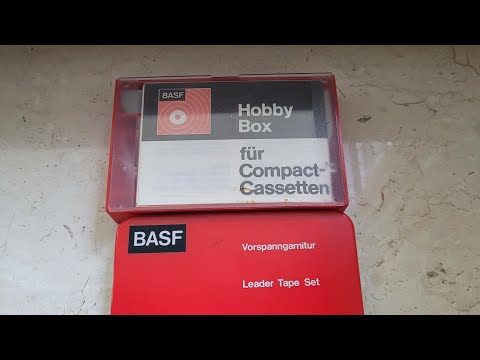 BASF
Hobby
Box
für
Compact-
Cassetten
BASF
Vorspanngarnitur
Leader Tape Set